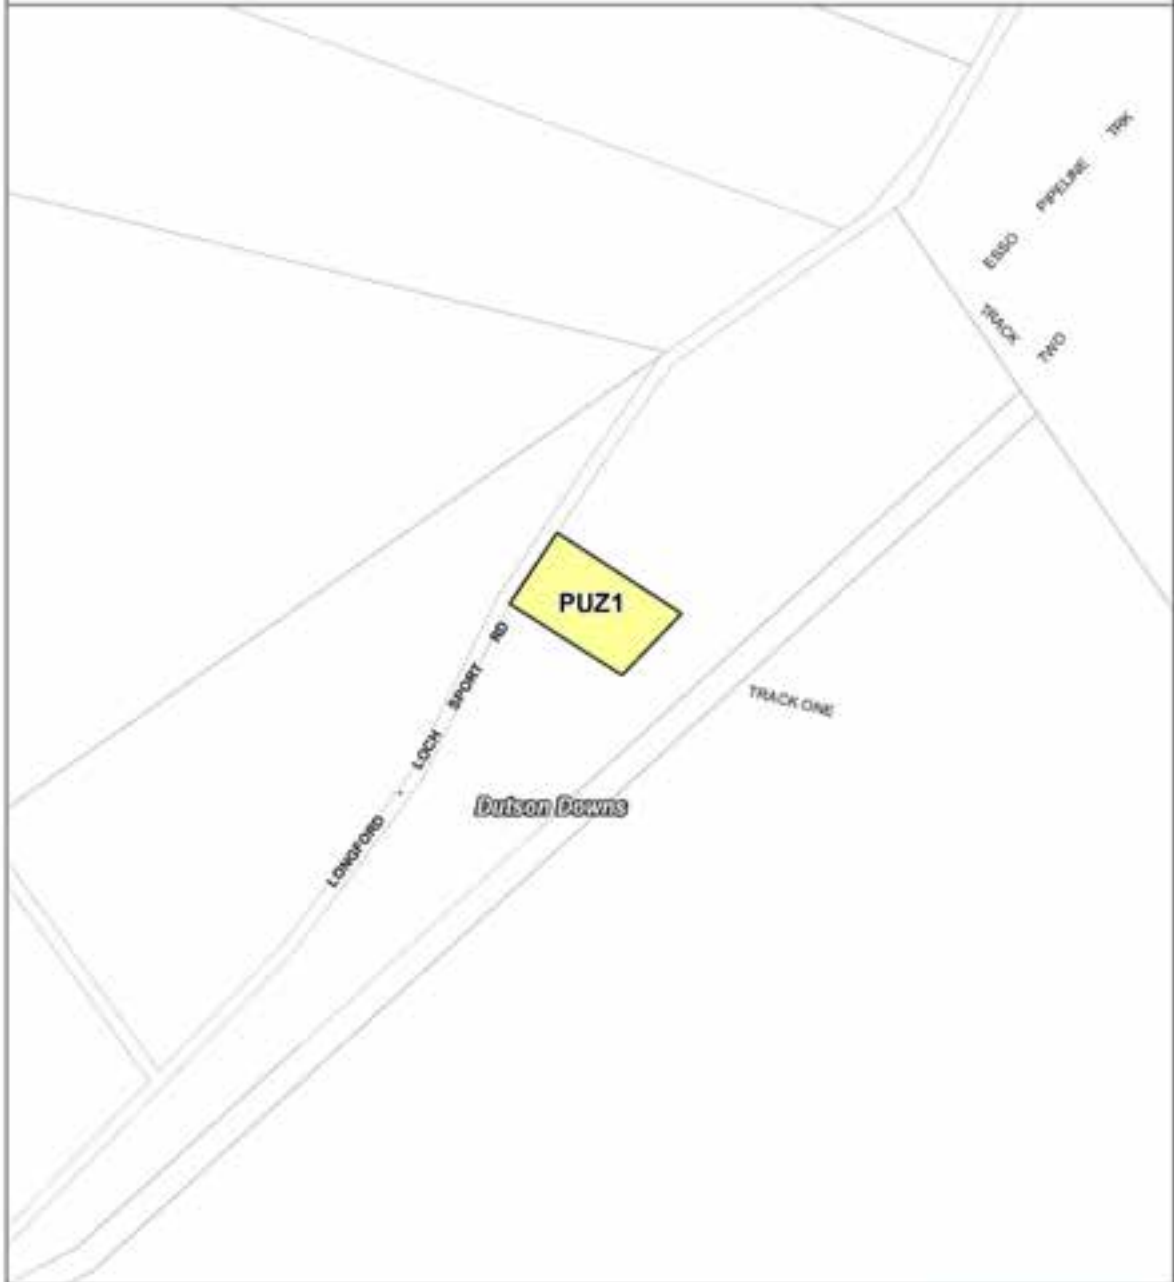 ESSO PIPELINE TRK
TRACK TWO
PUZ1
LONGFORD - LOCH SPORT RD
TRACK ONE
Dutson Downs